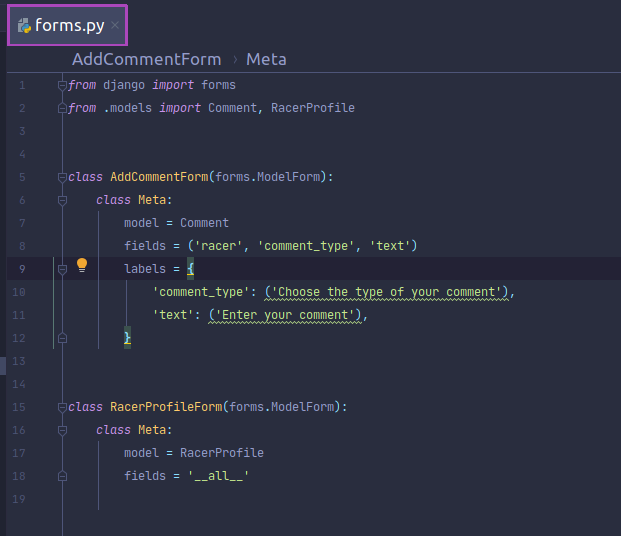 forms.py ×
AddCommentForm › Meta
1 from django import forms
2 from .models import Comment, RacerProfile
3
4
5 class AddCommentForm(forms.ModelForm):
6     class Meta:
7         model = Comment
8         fields = ('racer', 'comment_type', 'text')
9         labels = {
10             'comment_type': ('Choose the type of your comment'),
11             'text': ('Enter your comment'),
12         }
13
14
15 class RacerProfileForm(forms.ModelForm):
16     class Meta:
17         model = RacerProfile
18         fields = '__all__'
19